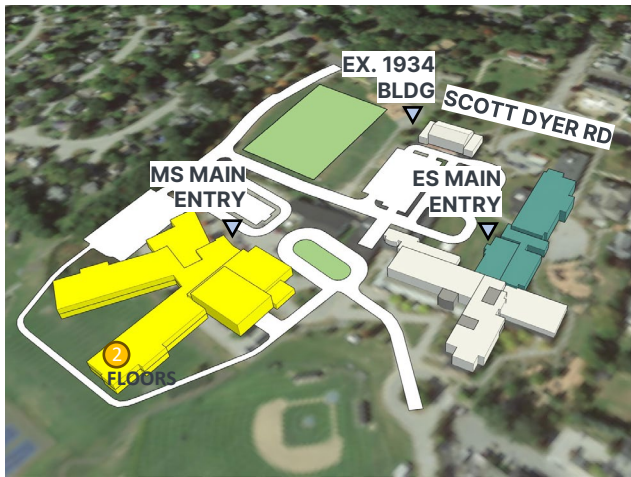 EX. 1934
BLDG
SCOTT DYER RD
MS MAIN
ENTRY
ES MAIN
ENTRY
2
FLOORS